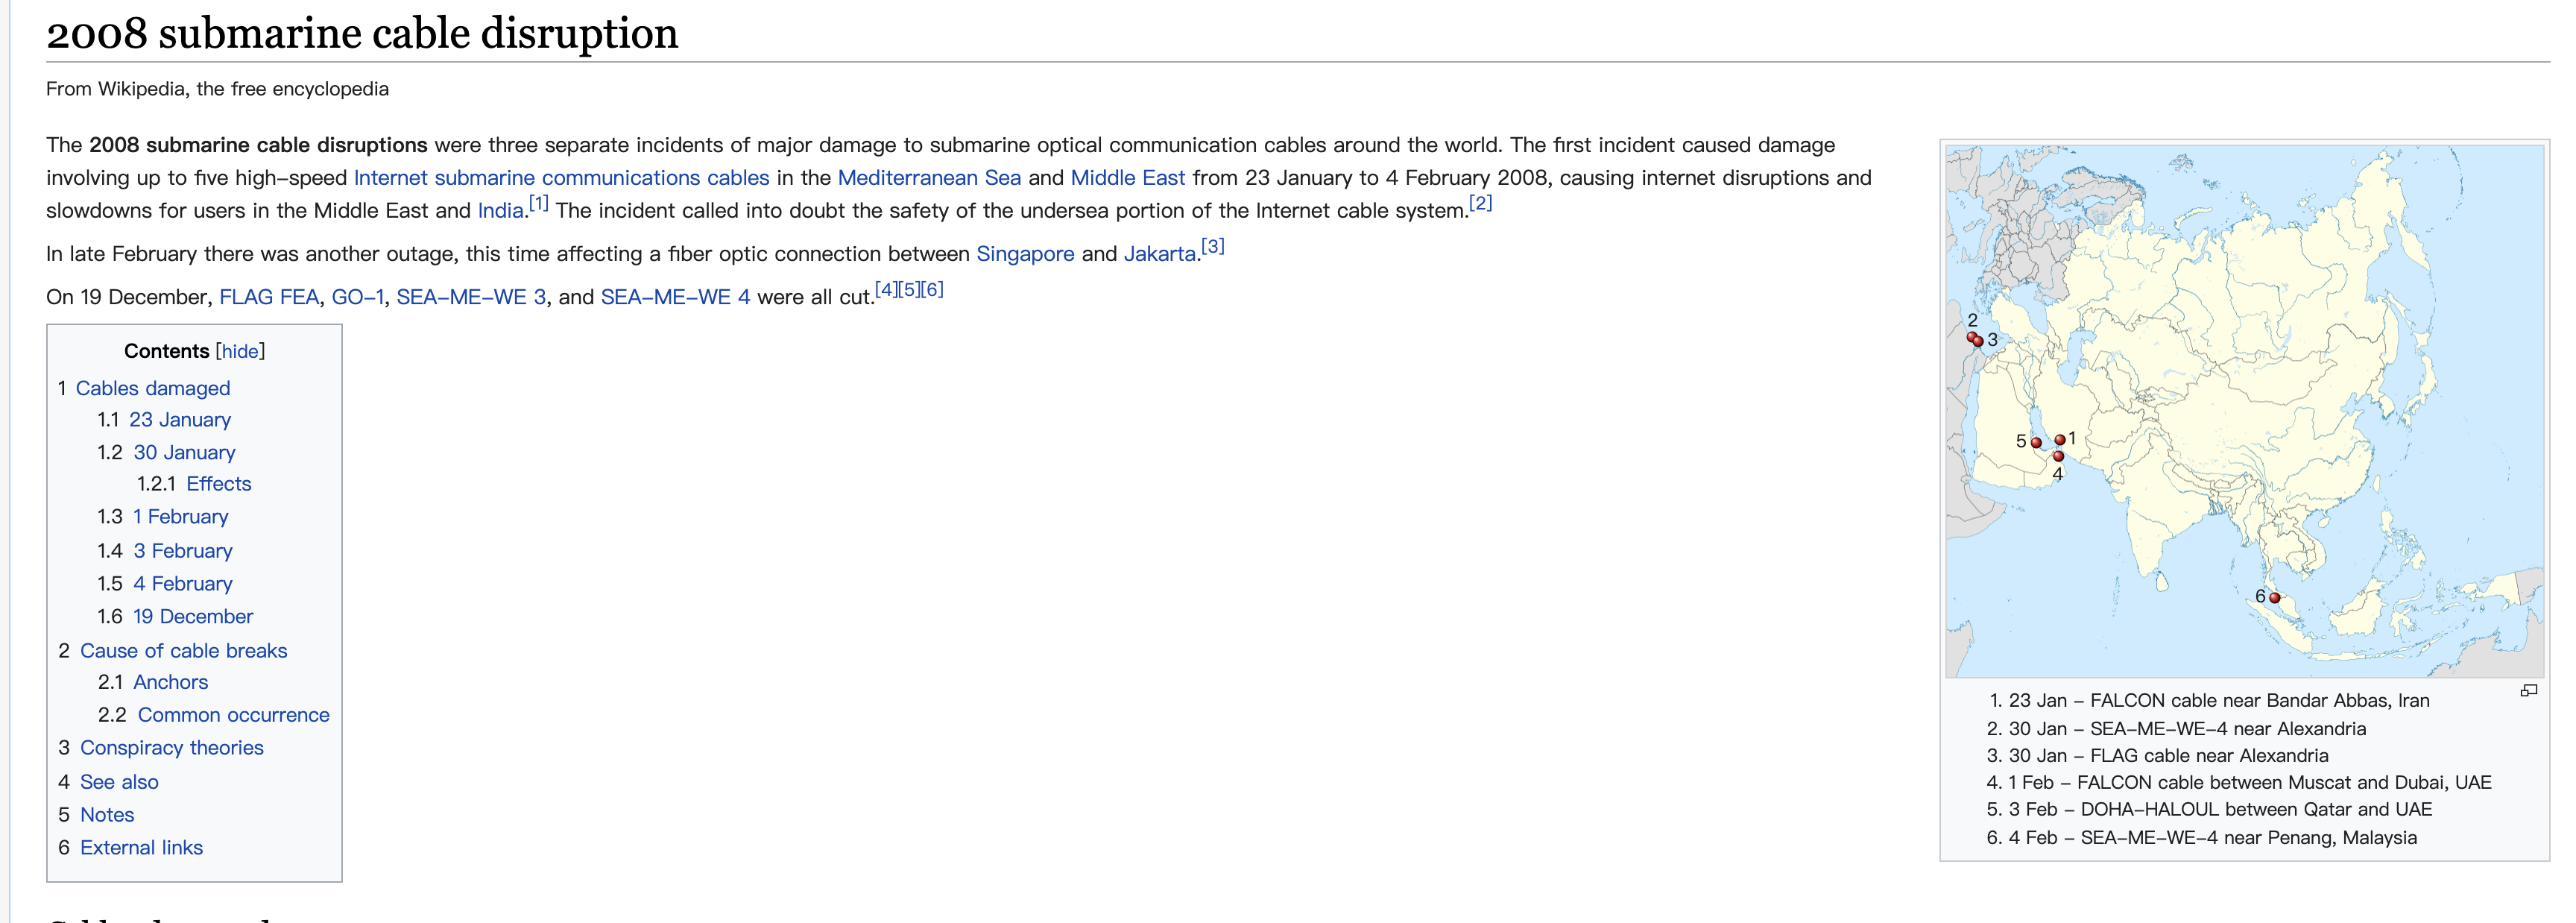 2008 submarine cable disruption
From Wikipedia, the free encyclopedia
The 2008 submarine cable disruptions were three separate incidents of major damage to submarine optical communication cables around the world. The first incident caused damage
involving up to five high-speed Internet submarine communications cables in the Mediterranean Sea and Middle East from 23 January to 4 February 2008, causing internet disruptions and
slowdowns for users in the Middle East and India.[1] The incident called into doubt the safety of the undersea portion of the Internet cable system.[2]
In late February there was another outage, this time affecting a fiber optic connection between Singapore and Jakarta.[3]
On 19 December, FLAG FEA, GO-1, SEA-ME-WE 3, and SEA-ME-WE 4 were all cut.[4][5][6]
Contents [hide]
1 Cables damaged
1.1 23 January
1.2 30 January
1.2.1 Effects
1.3 1 February
1.4 3 February
1.5 4 February
1.6 19 December
2 Cause of cable breaks
2.1 Anchors
2.2 Common occurrence
3 Conspiracy theories
4 See also
5 Notes
6 External links
2
3
5
1
4
6
1. 23 Jan – FALCON cable near Bandar Abbas, Iran
2. 30 Jan – SEA-ME-WE-4 near Alexandria
3. 30 Jan – FLAG cable near Alexandria
4. 1 Feb – FALCON cable between Muscat and Dubai, UAE
5. 3 Feb – DOHA-HALOUL between Qatar and UAE
6. 4 Feb – SEA-ME-WE-4 near Penang, Malaysia